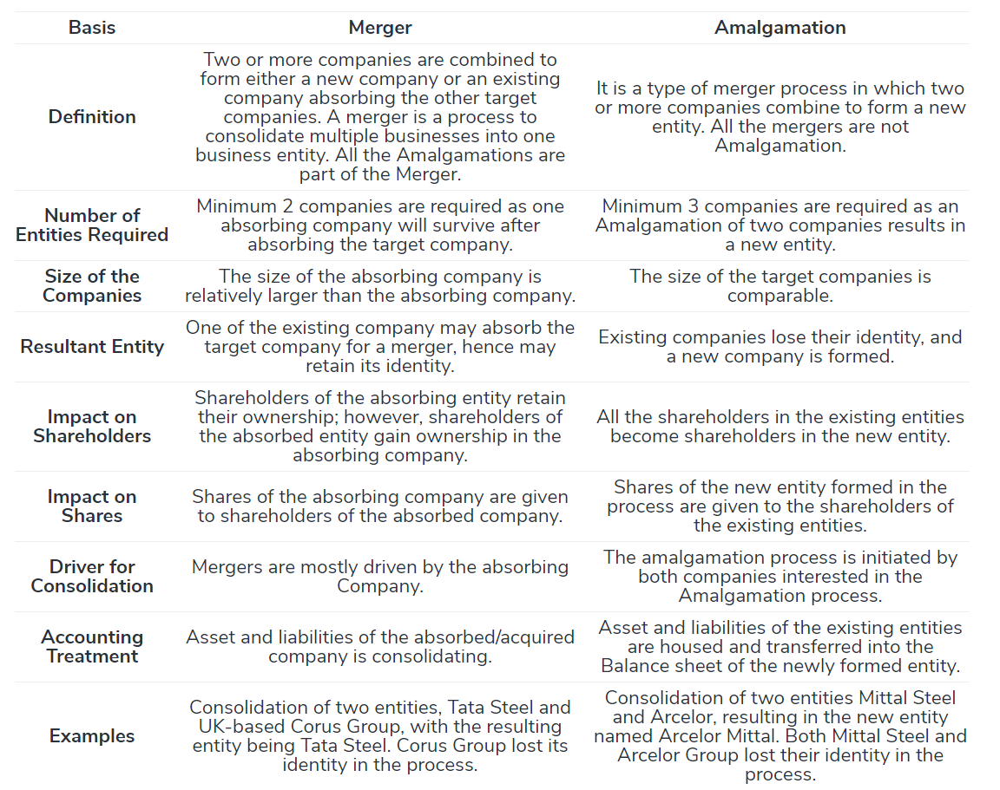 Basis Merger Amalgamation
Definition
Two or more companies are combined to
form either a new company or an existing
company absorbing the other target
companies. A merger is a process to
consolidate multiple businesses into one
business entity. All the Amalgamations are
part of the Merger.
It is a type of merger process in which two
or more companies combine to form a new
entity. All the mergers are not
Amalgamation.
Number of
Entities Required
Minimum 2 companies are required as one
absorbing company will survive after
absorbing the target company.
Minimum 3 companies are required as an
Amalgamation of two companies results in
a new entity.
Size of the
Companies
The size of the absorbing company is
relatively larger than the absorbing company.
The size of the target companies is
comparable.
Resultant Entity
One of the existing company may absorb the
target company for a merger, hence may
retain its identity.
Existing companies lose their identity, and
a new company is formed.
Impact on
Shareholders
Shareholders of the absorbing entity retain
their ownership; however, shareholders of
the absorbed entity gain ownership in the
absorbing company.
All the shareholders in the existing entities
become shareholders in the new entity.
Impact on
Shares
Shares of the absorbing company are given
to shareholders of the absorbed company.
Shares of the new entity formed in the
process are given to the shareholders of
the existing entities.
Driver for
Consolidation
Mergers are mostly driven by the absorbing
Company.
The amalgamation process is initiated by
both companies interested in the
Amalgamation process.
Accounting
Treatment
Asset and liabilities of the absorbed/acquired
company is consolidating.
Asset and liabilities of the existing entities
are housed and transferred into the
Balance sheet of the newly formed entity.
Examples
Consolidation of two entities, Tata Steel and
UK-based Corus Group, with the resulting
entity being Tata Steel. Corus Group lost its
identity in the process.
Consolidation of two entities Mittal Steel
and Arcelor, resulting in the new entity
named Arcelor Mittal. Both Mittal Steel and
Arcelor Group lost their identity in the
process.